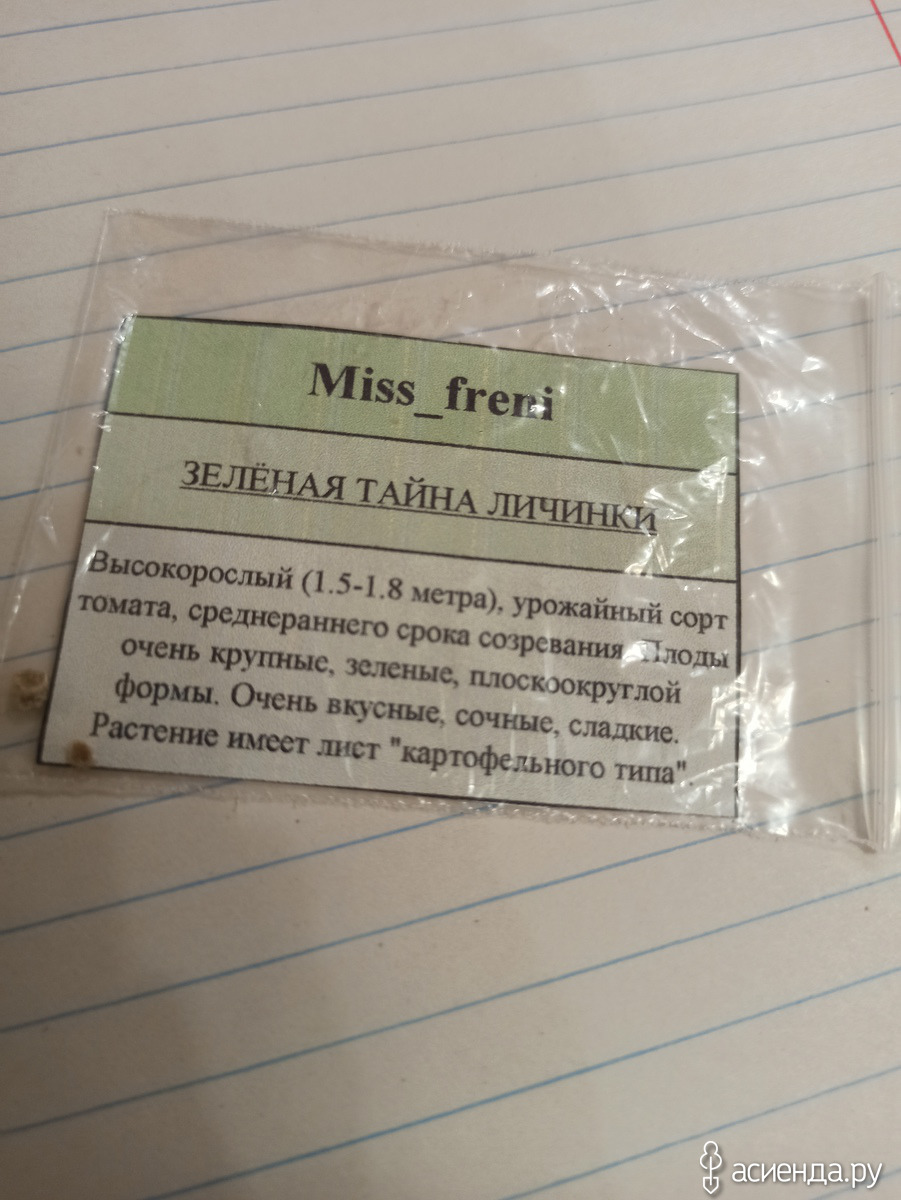 Miss_freni
ЗЕЛЁНАЯ ТАЙНА ЛИЧИНКИ
Высокорослый (1.5-1.8 метра), урожайный сорт
томата, среднераннего срока созревания. Плоды
очень крупные, зеленые, плоскоокруглой
формы. Очень вкусные, сочные, сладкие.
Растение имеет лист "картофельного типа".
асиенда.ру